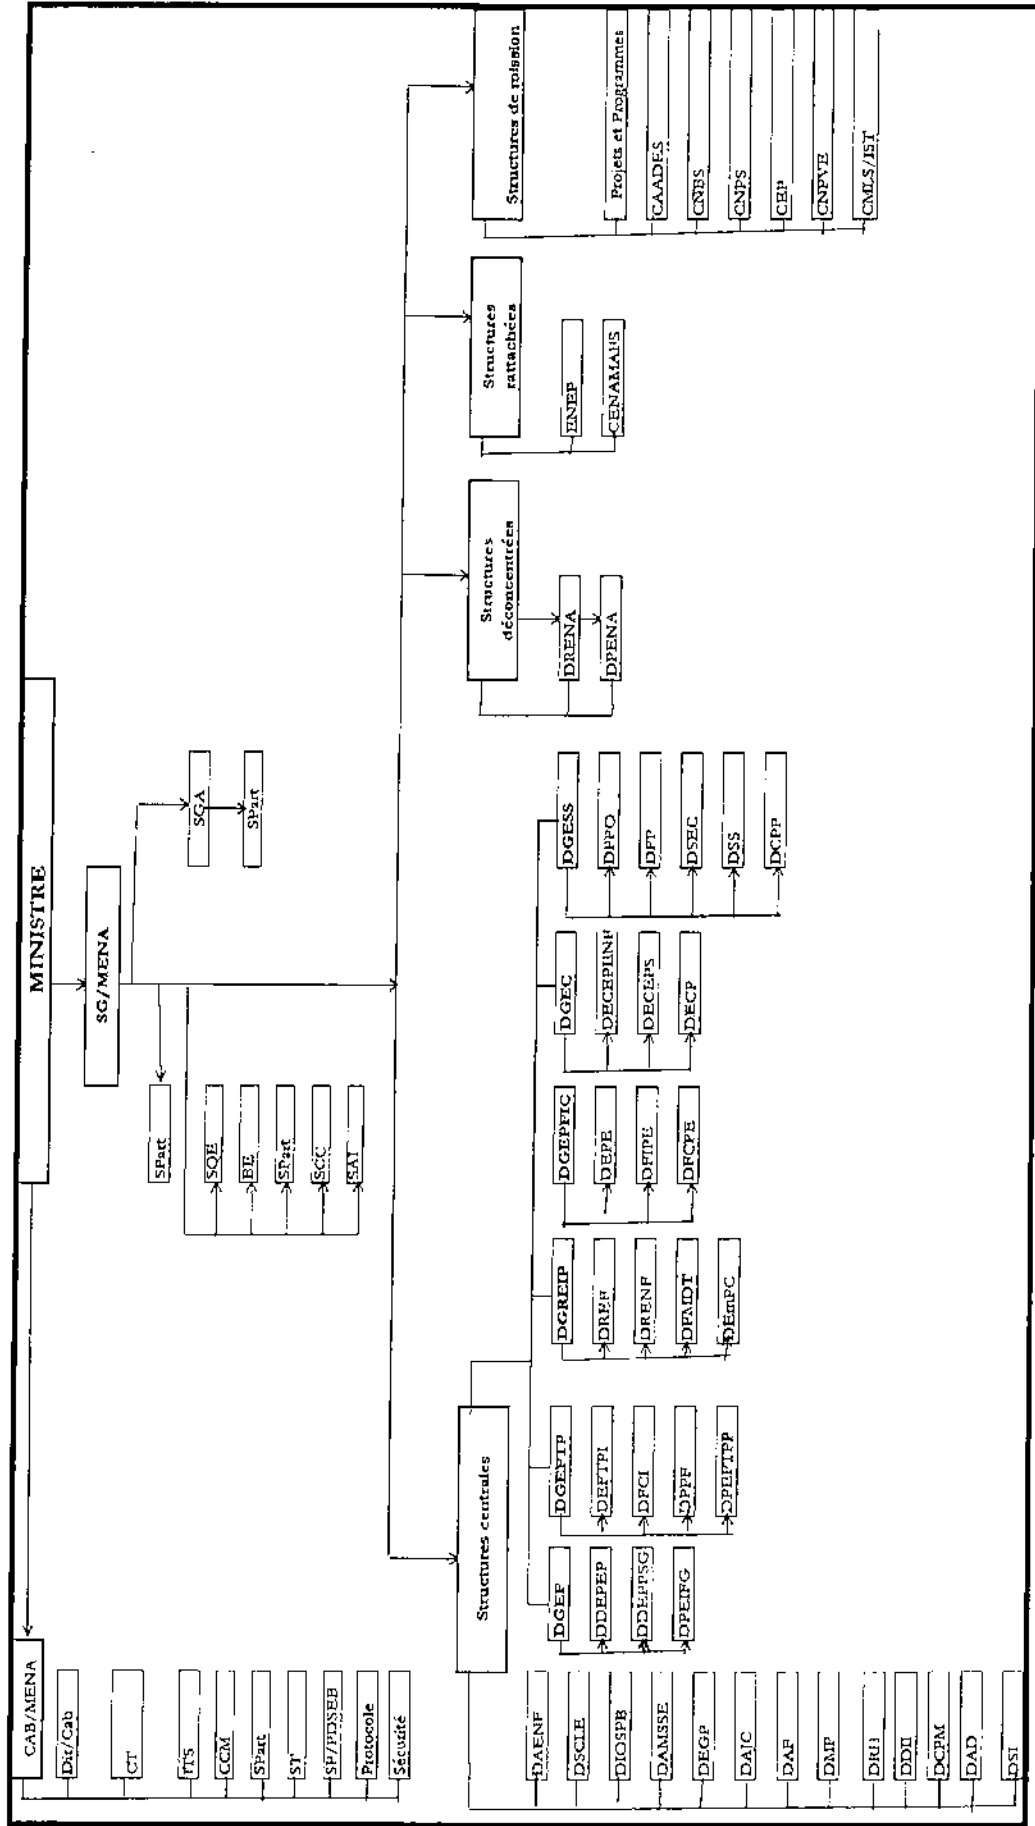 MINISTRE
CAB/MENA
Dir/Cab
CT
ITS
CCM
SPart
ST
SP/PDSEB
Protocole
Sécurité
SG/MENA
SGA
SPart
SPart
SQE
BE
SPart
SCC
SAI
Structures centrales
DAENF
DSCLE
DIOSPB
DAMSSE
DEGP
DAJC
DAF
DMP
DRH
DDII
DCPM
DAD
DSI
DGEP
DDEPEP
DDEPPSG
DPEIFG
DGEFTP
DEFTPI
DFCI
DPPF
DPEFTPP
DGREIP
DREF
DRENF
DPMDT
DEmPC
DGEPFIC
DEPE
DFIPE
DFCPE
DGEC
DECEPENF
DECEPS
DECP
DGESS
DPPO
DFP
DSEC
DSS
DCPP
Structures
déconcentrées
DRENA
DPENA
Structures
rattachées
ENEP
CENAMAFS
Structures de mission
Projets et Programmes
CAADES
CNBS
CNPS
CEP
CNPVE
CMLS/IST